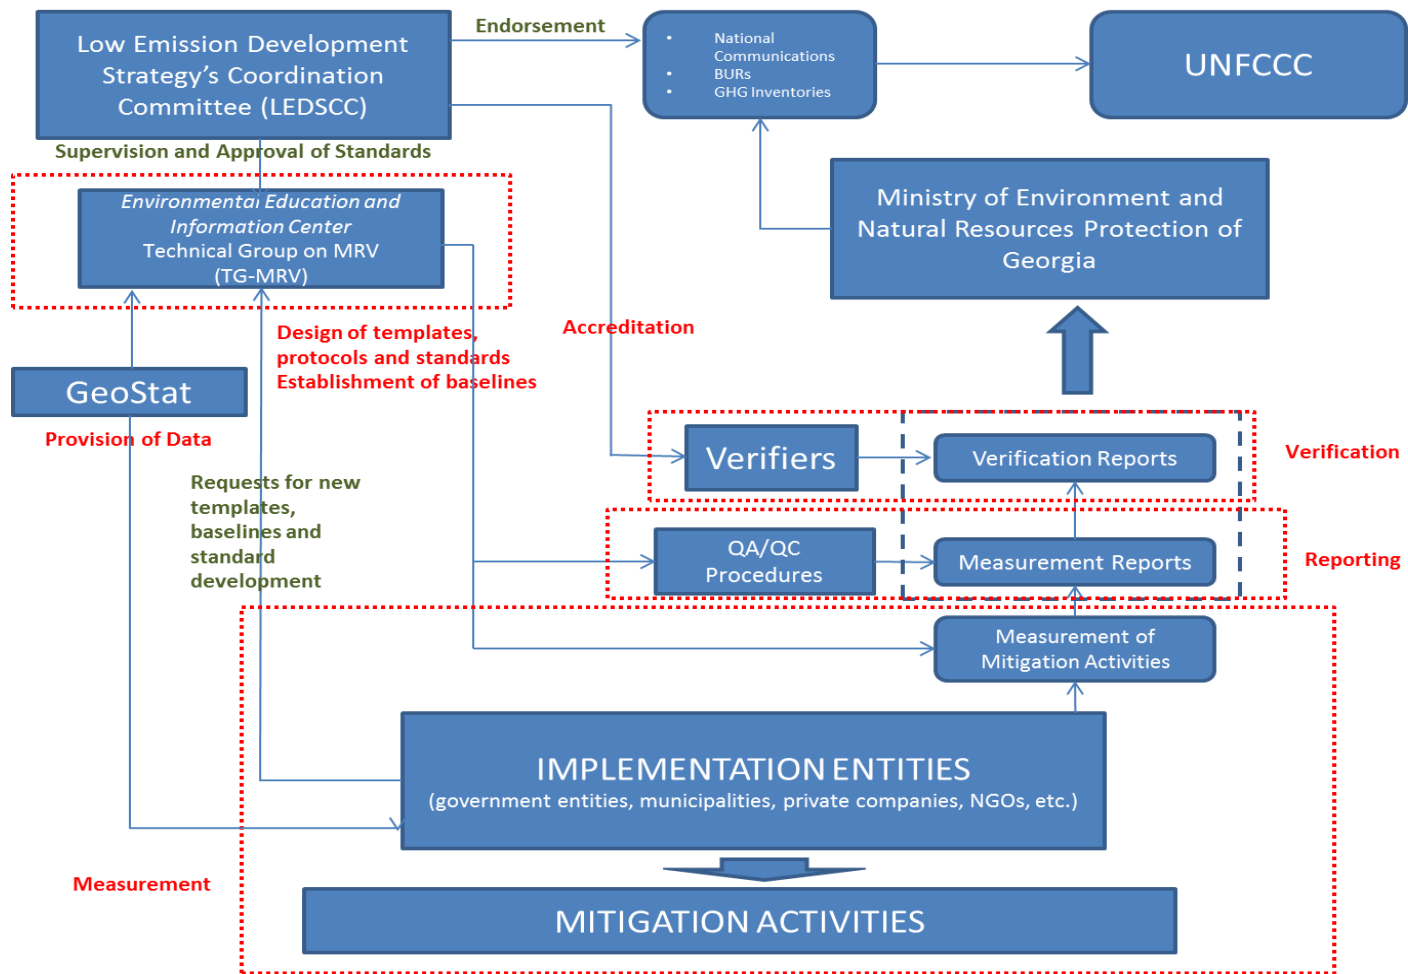 Low Emission Development
Strategy's Coordination
Committee (LEDSCC)
Endorsement
• National
Communications
• BURs
• GHG Inventories
UNFCCC
Supervision and Approval of Standards
Environmental Education and
Information Center
Technical Group on MRV
(TG-MRV)
Ministry of Environment and
Natural Resources Protection of
Georgia
Design of templates,
protocols and standards
Establishment of baselines
Accreditation
GeoStat
Provision of Data
Requests for new
templates,
baselines and
standard
development
Verifiers
Verification Reports
Verification
QA/QC
Procedures
Measurement Reports
Reporting
Measurement of
Mitigation Activities
IMPLEMENTATION ENTITIES
(government entities, municipalities, private companies, NGOs, etc.)
Measurement
MITIGATION ACTIVITIES